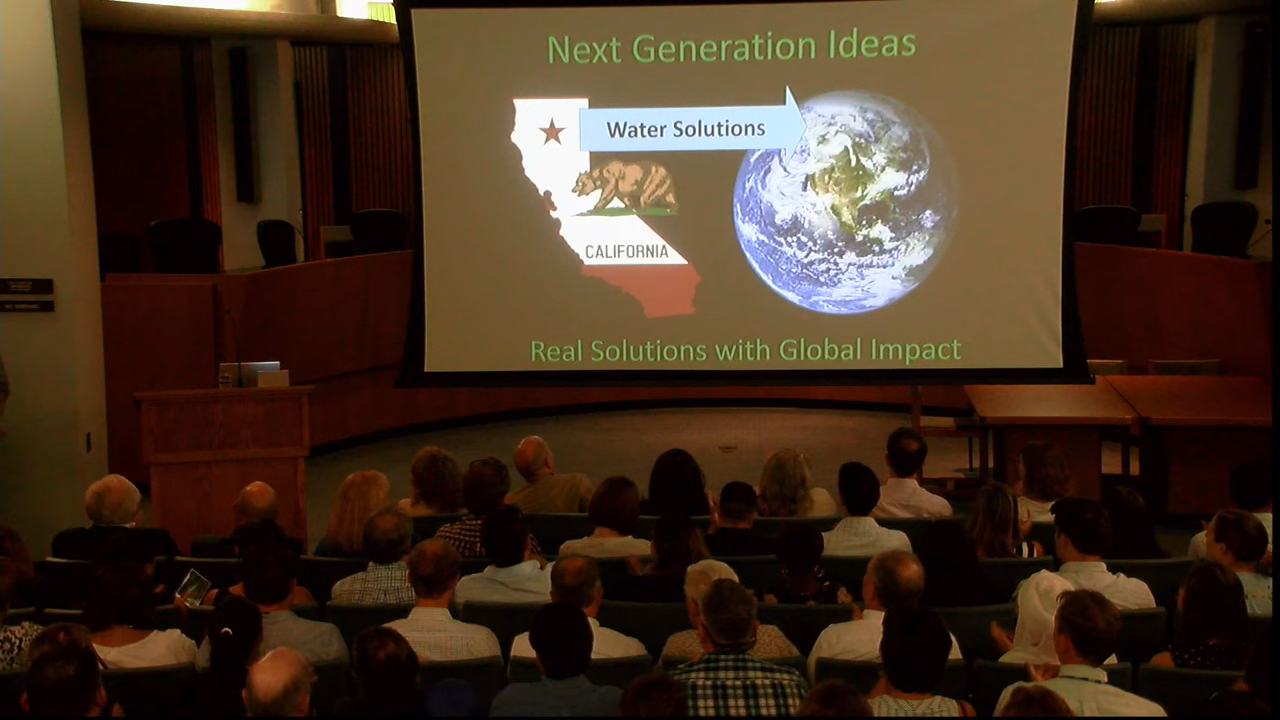 Next Generation Ideas
Water Solutions
CALIFORNIA
Real Solutions with Global Impact